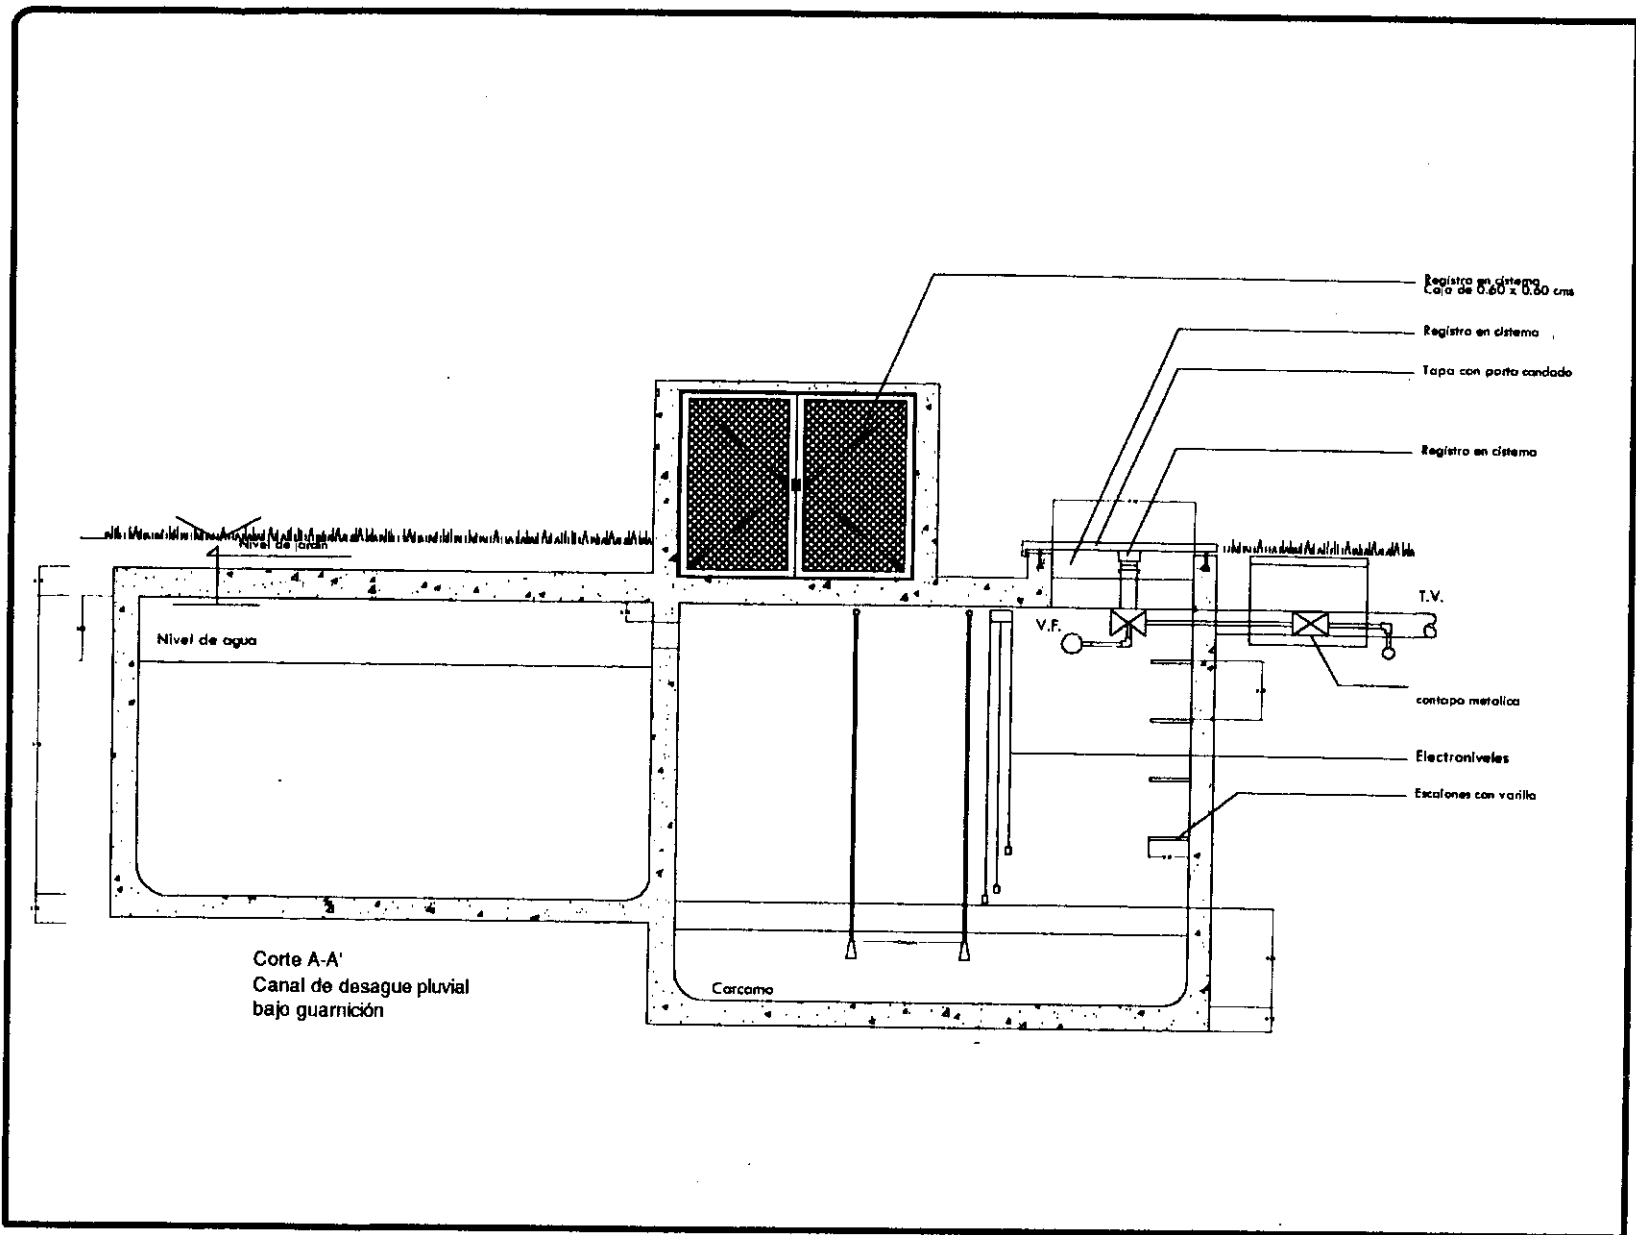 Registro en cisterna
Caja de 0.60 x 0.60 cms
Registro en cisterna
Tapa con porta candado
Registro en cisterna
Nivel de jardin
T.V.
V.F.
Nivel de agua
contapa metalica
Electroniveles
Escalones con varilla
Corte A-A'
Canal de desague pluvial
bajo guarnición
Carcamo